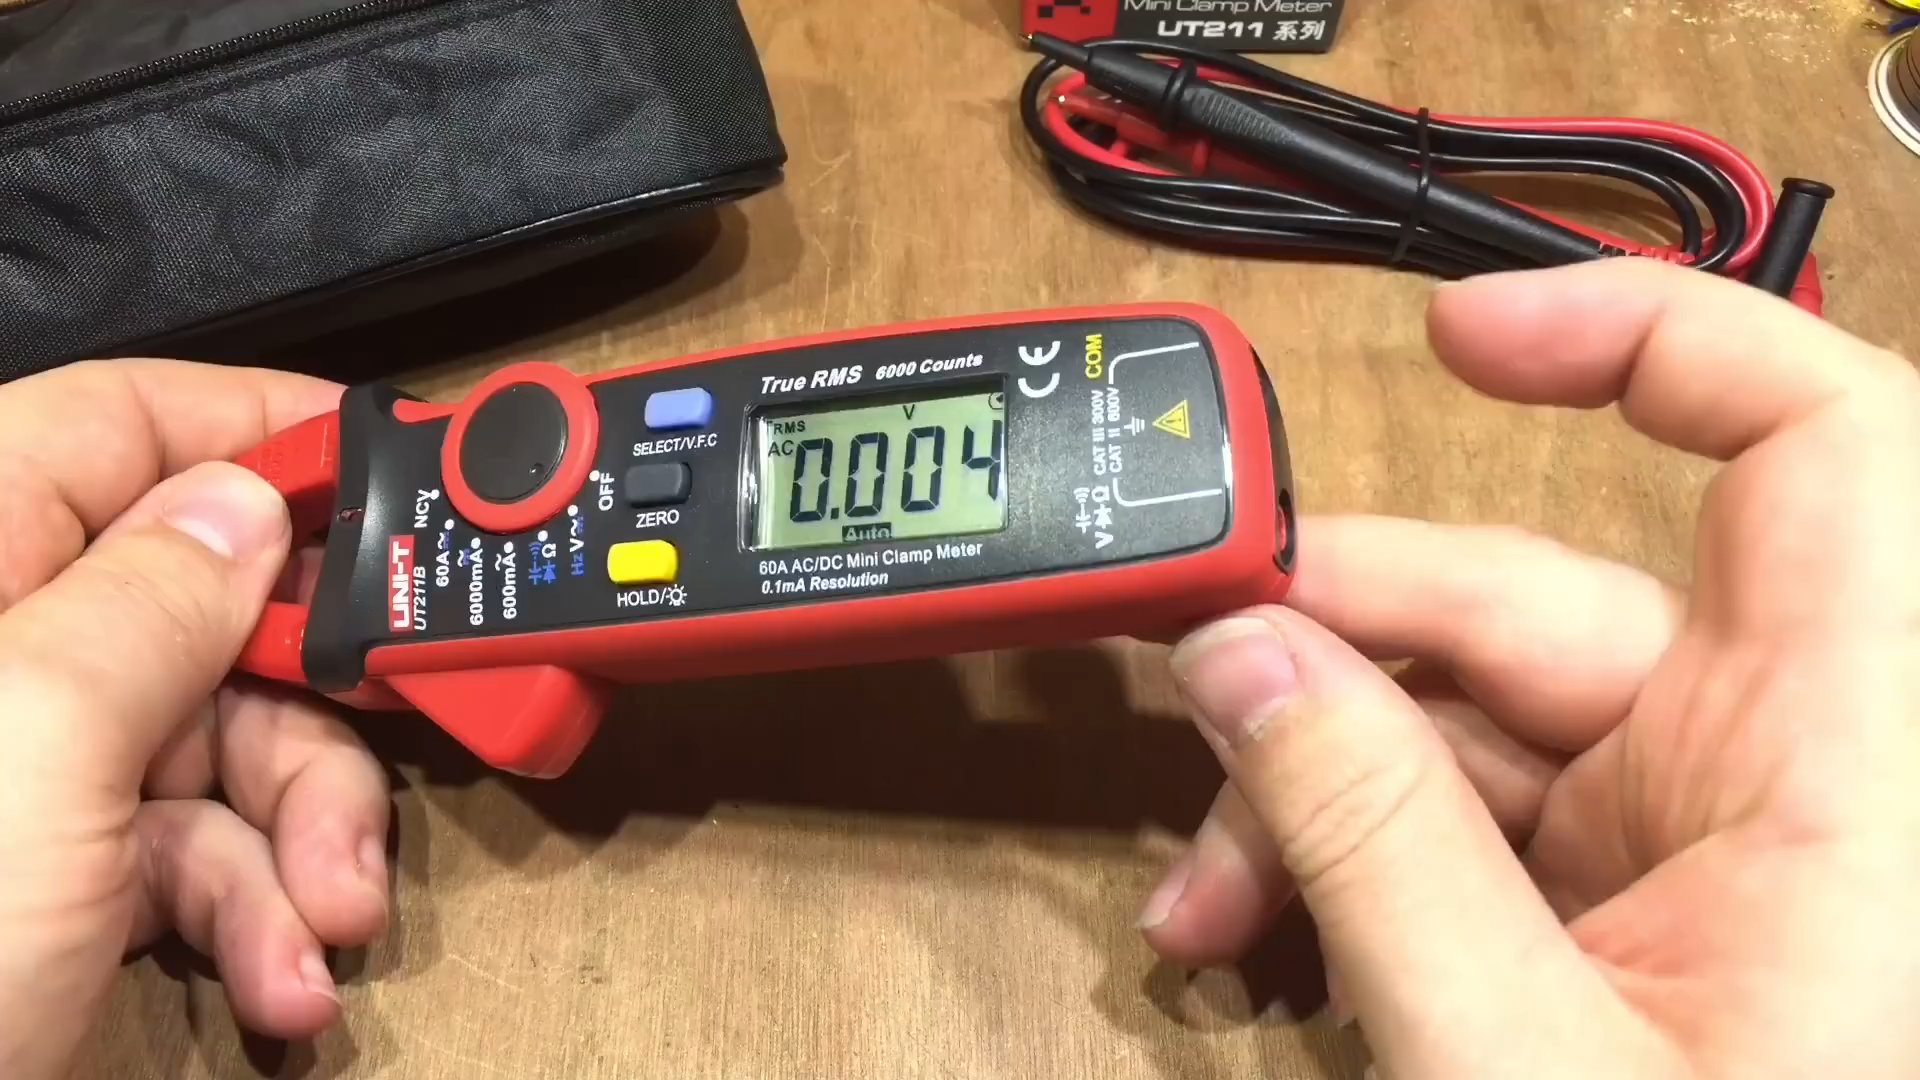 Mini Clamp Meter
UT211 系列
True RMS 6000 Counts
SELECT/V.F.C
ZERO
HOLD/
RMS
AC
V
0.004
Auto
60A AC/DC Mini Clamp Meter
0.1mA Resolution
OFF
Hz V
Ω
600mA
6000mA
60A
NCV
UNI-T
UT211B
CE
COM
CAT III 300V
CAT II 600V
V Ω